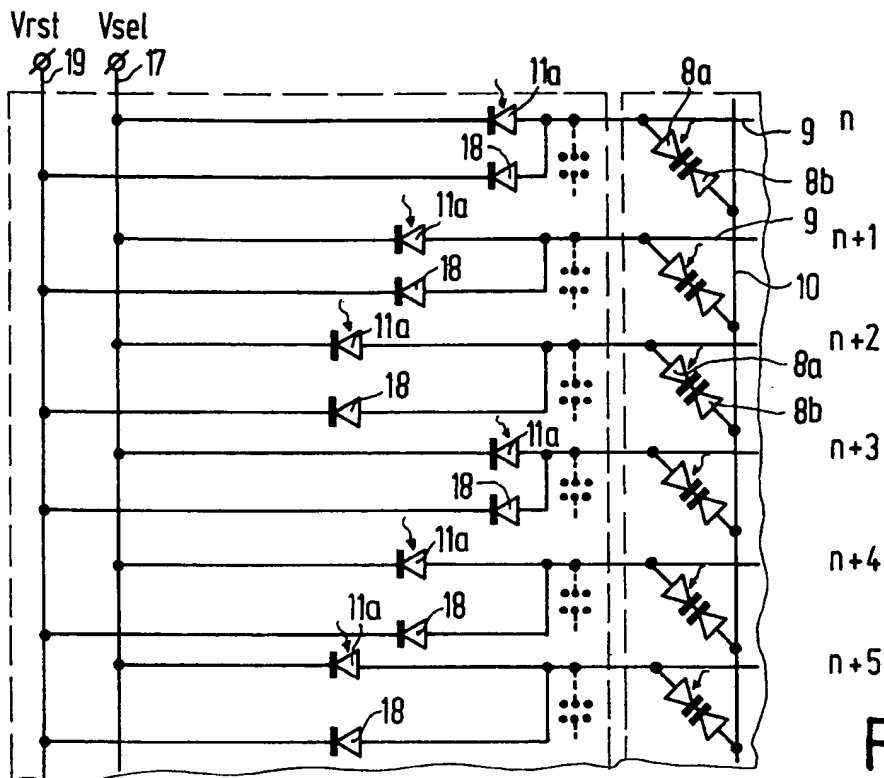 Vrst Vsel
19 17
11a 8a
9 n
18 8b
11a 9 n+1
18 10
11a n+2
8a
18 8b
11a n+3
18
11a n+4
18
11a n+5
18
F